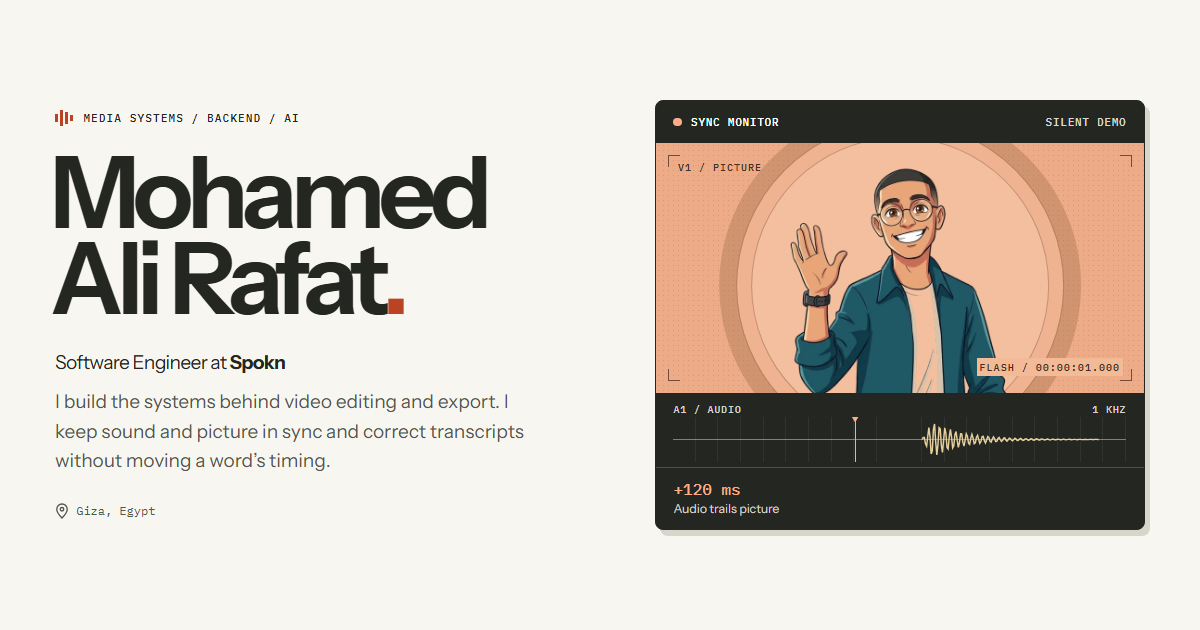 MEDIA SYSTEMS / BACKEND / AI
Mohamed
Ali Rafat.
Software Engineer at Spokn
I build the systems behind video editing and export. I
keep sound and picture in sync and correct transcripts
without moving a word’s timing.
Giza, Egypt
SYNC MONITOR
SILENT DEMO
V1 / PICTURE
FLASH / 00:00:01.000
A1 / AUDIO
1 KHZ
+120 ms
Audio trails picture